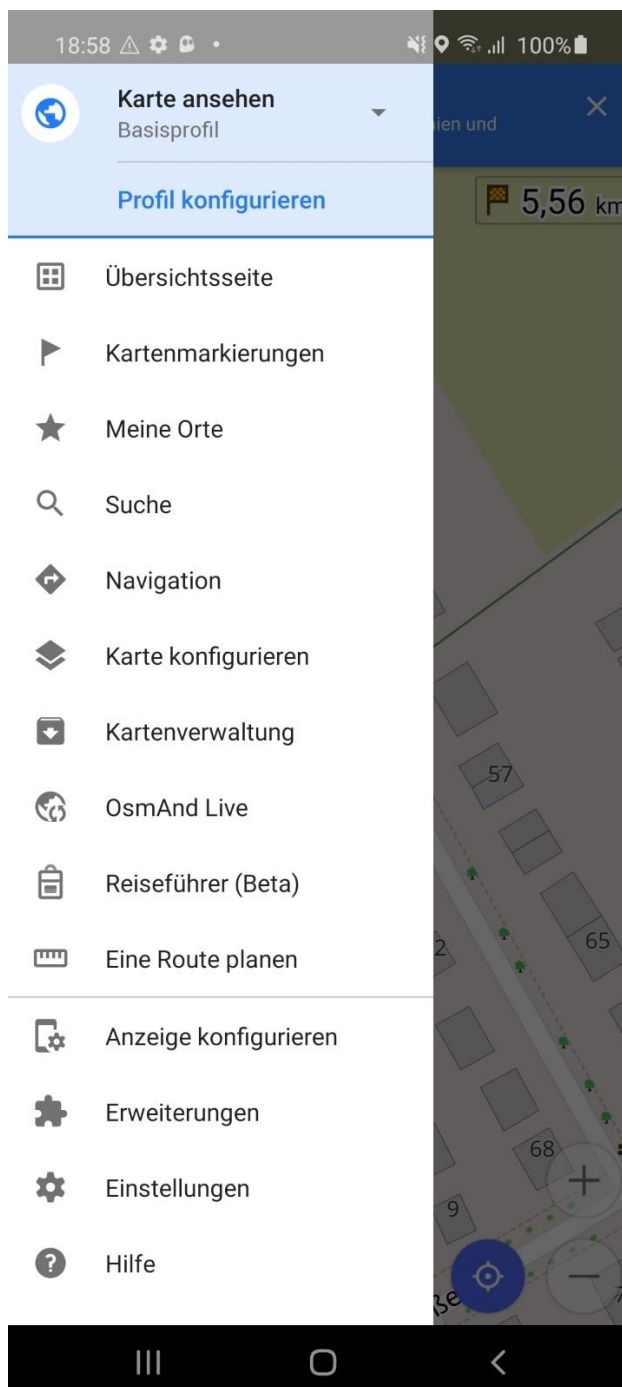 18:58
100%
Karte ansehen
Basisprofil
ien und
Profil konfigurieren
5,56 km
Übersichtsseite
Kartenmarkierungen
Meine Orte
Suche
Navigation
Karte konfigurieren
Kartenverwaltung
57
OsmAnd Live
Reiseführer (Beta)
65
2
Eine Route planen
Anzeige konfigurieren
Erweiterungen
68
Einstellungen
9
Hilfe
ße
7